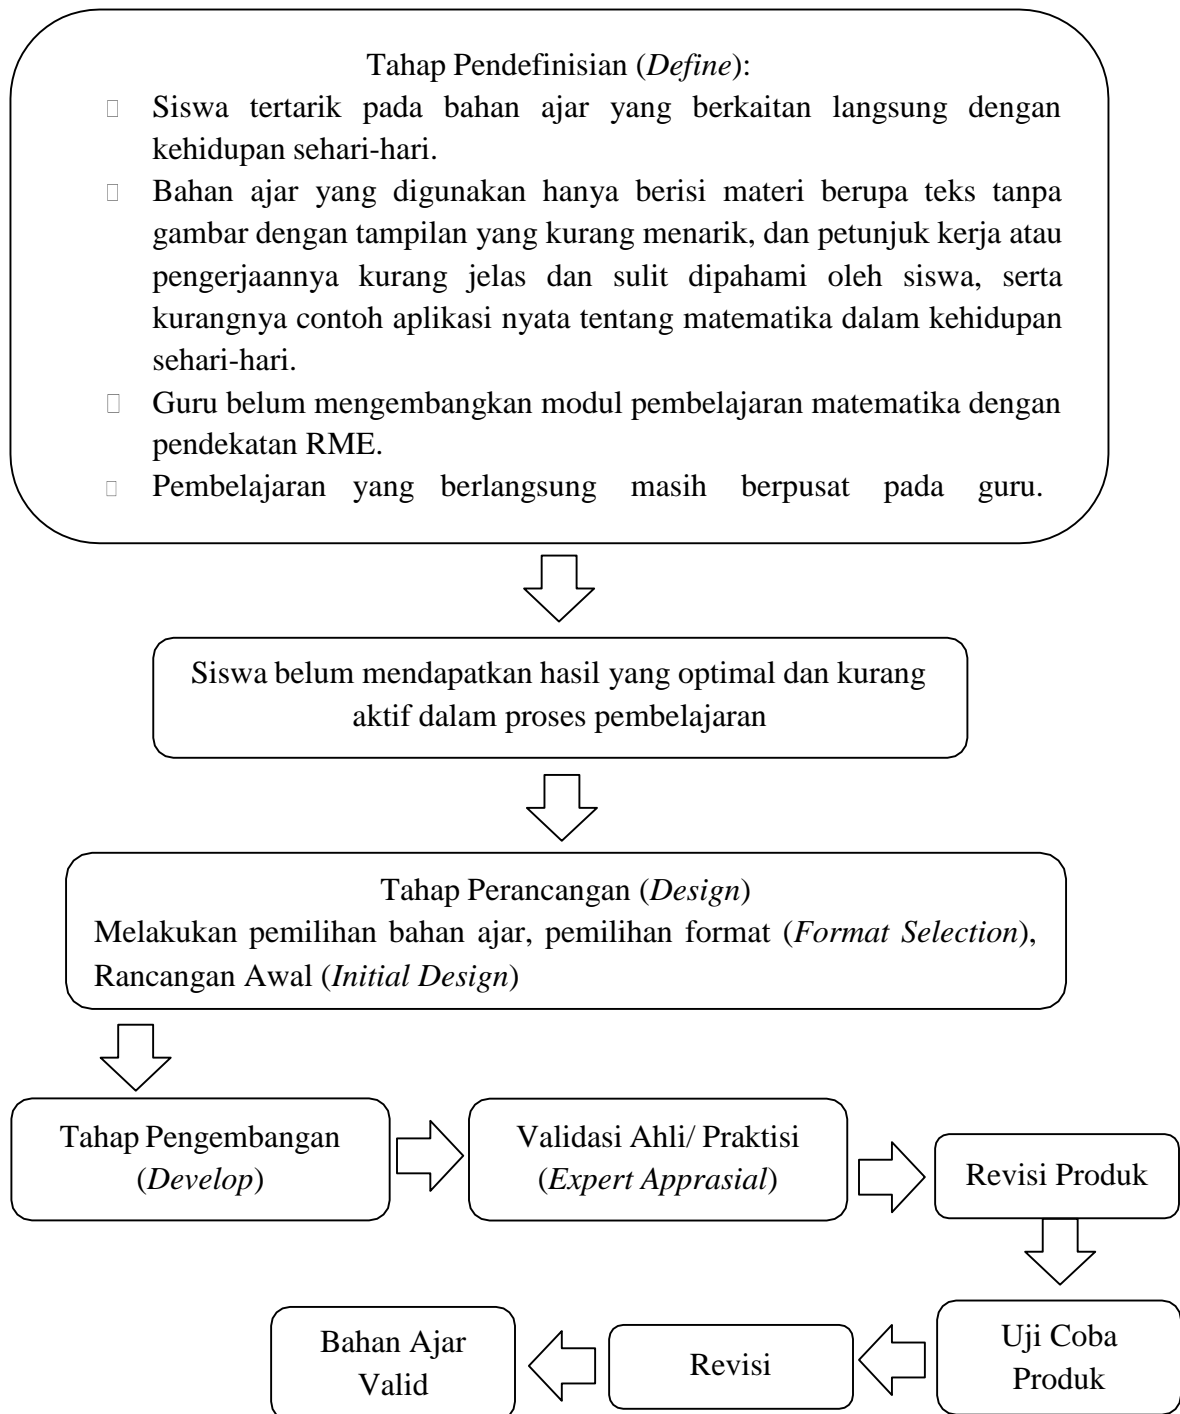 Tahap Pendefinisian (Define):
Siswa tertarik pada bahan ajar yang berkaitan langsung dengan
kehidupan sehari-hari.
Bahan ajar yang digunakan hanya berisi materi berupa teks tanpa
gambar dengan tampilan yang kurang menarik, dan petunjuk kerja atau
pengerjaannya kurang jelas dan sulit dipahami oleh siswa, serta
kurangnya contoh aplikasi nyata tentang matematika dalam kehidupan
sehari-hari.
Guru belum mengembangkan modul pembelajaran matematika dengan
pendekatan RME.
Pembelajaran yang berlangsung masih berpusat pada guru.
Siswa belum mendapatkan hasil yang optimal dan kurang
aktif dalam proses pembelajaran
Tahap Perancangan (Design)
Melakukan pemilihan bahan ajar, pemilihan format (Format Selection),
Rancangan Awal (Initial Design)
Tahap Pengembangan
(Develop)
Validasi Ahli/ Praktisi
(Expert Apprasial)
Revisi Produk
Uji Coba
Produk
Revisi
Bahan Ajar
Valid